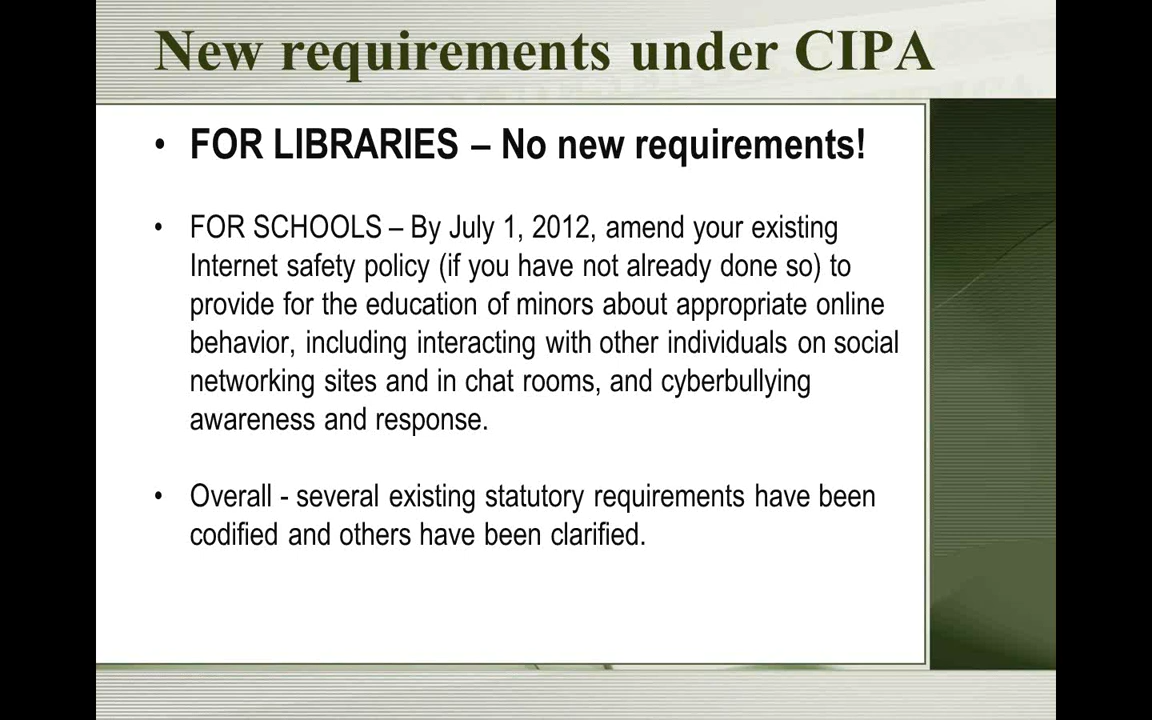 New requirements under CIPA
• FOR LIBRARIES – No new requirements!
• FOR SCHOOLS – By July 1, 2012, amend your existing
Internet safety policy (if you have not already done so) to
provide for the education of minors about appropriate online
behavior, including interacting with other individuals on social
networking sites and in chat rooms, and cyberbullying
awareness and response.
• Overall - several existing statutory requirements have been
codified and others have been clarified.